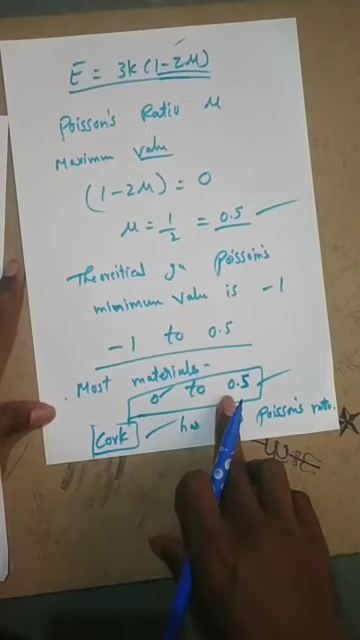 E = 3K(1-2μ)
Poisson's Ratio μ
Maximum Value
(1-2μ) = 0
μ = 1/2 = 0.5
Theoritical Poisson's
minimum value is -1
-1 to 0.5
Most materials-
0 to 0.5
Cork has Poisson's ratio.